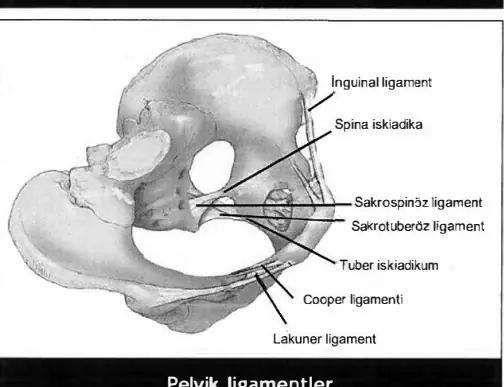 İnguinal ligament
Spina iskiadika
Sakrospinöz ligament
Sakrotuberöz ligament
Tuber iskiadikum
Cooper ligamenti
Lakuner ligament
Pelvik ligamentler